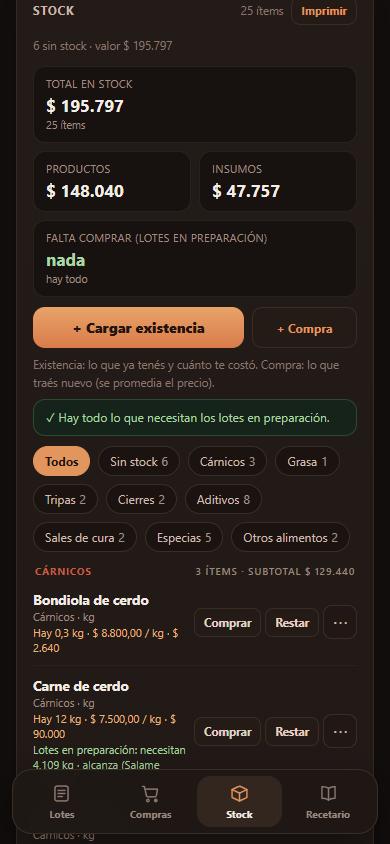 STOCK
25 ítems
Imprimir
6 sin stock · valor $ 195.797
TOTAL EN STOCK
$ 195.797
25 ítems
PRODUCTOS
$ 148.040
INSUMOS
$ 47.757
FALTA COMPRAR (LOTES EN PREPARACIÓN)
nada
hay todo
+ Cargar existencia
+ Compra
Existencia: lo que ya tenés y cuánto te costó. Compra: lo que
traés nuevo (se promedia el precio).
✓ Hay todo lo que necesitan los lotes en preparación.
Todos
Sin stock 6
Cárnicos 3
Grasa 1
Tripas 2
Cierres 2
Aditivos 8
Sales de cura 2
Especias 5
Otros alimentos 2
CÁRNICOS
3 ÍTEMS · SUBTOTAL $ 129.440
Bondiola de cerdo
Cárnicos · kg
Hay 0,3 kg · $ 8.800,00 / kg · $
2.640
Comprar
Restar
···
Carne de cerdo
Cárnicos · kg
Hay 12 kg · $ 7.500,00 / kg · $
90.000
Lotes en preparación: necesitan
4,109 kg · alcanza (Salame
Comprar
Restar
···
Lotes
Compras
Stock
Recetario
Cárnicos · kg